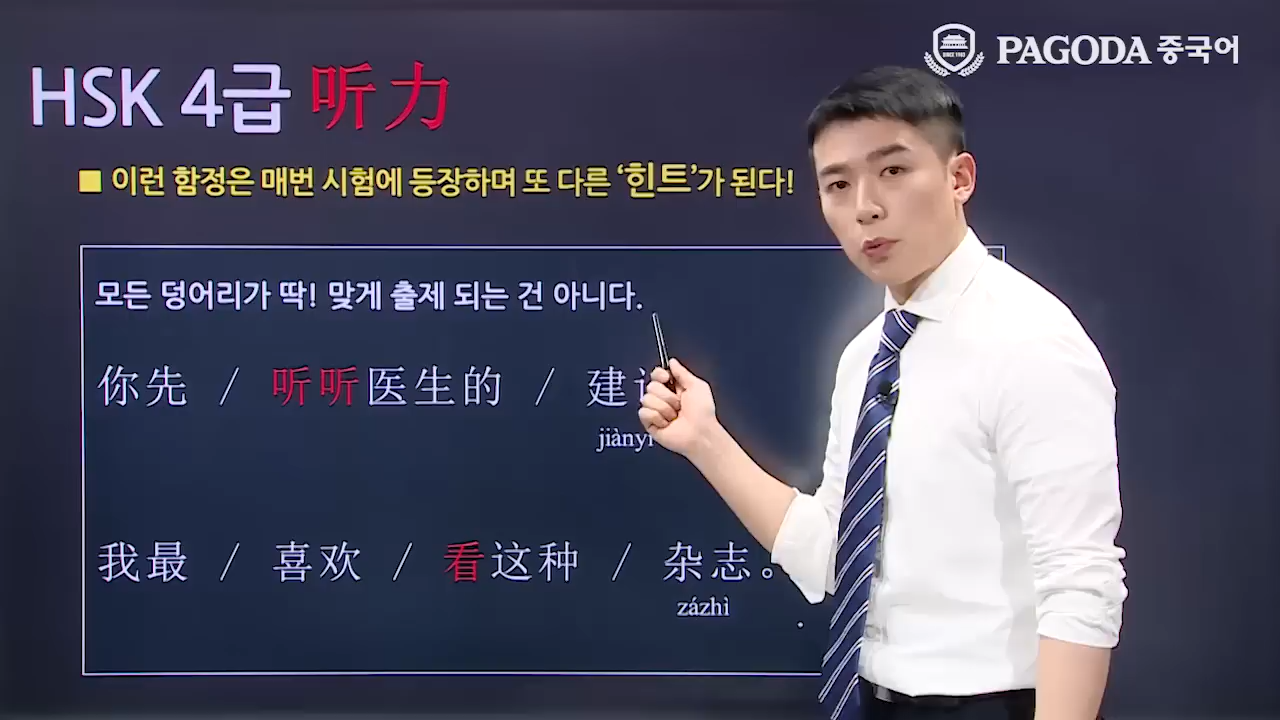 SINCE 1983
PAGODA 중국어
HSK 4급 听力
■ 이런 함정은 매번 시험에 등장하며 또 다른 ‘힌트’가 된다!
모든 덩어리가 딱! 맞게 출제 되는 건 아니다.
你先 / 听听医生的 / 建
jiànyì
我最 / 喜欢 / 看这种 / 杂志。
zázhì